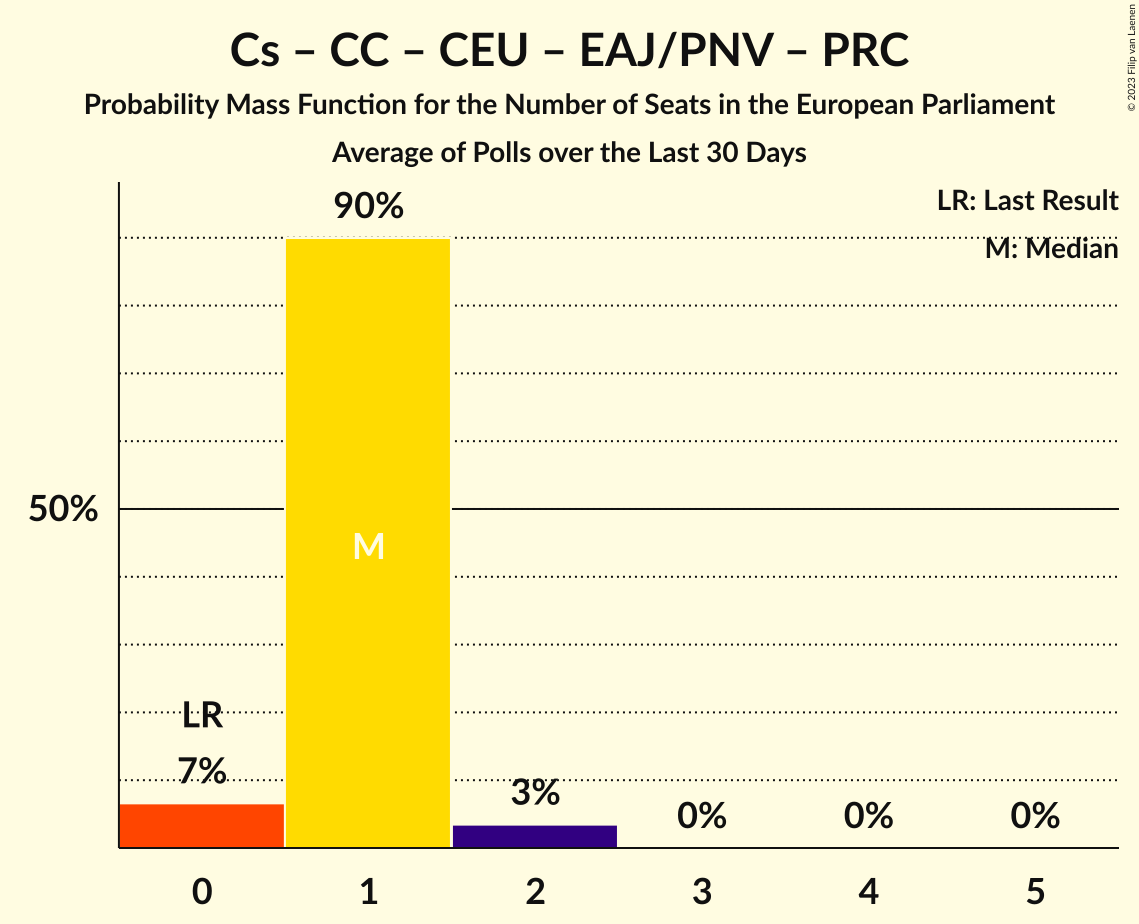 Cs – CC – CEU – EAJ/PNV – PRC
Probability Mass Function for the Number of Seats in the European Parliament
Average of Polls over the Last 30 Days
© 2023 Filip van Laenen
LR: Last Result
M: Median
90%
50%
M
LR
7%
3%
0%
0%
0%
0
1
2
3
4
5